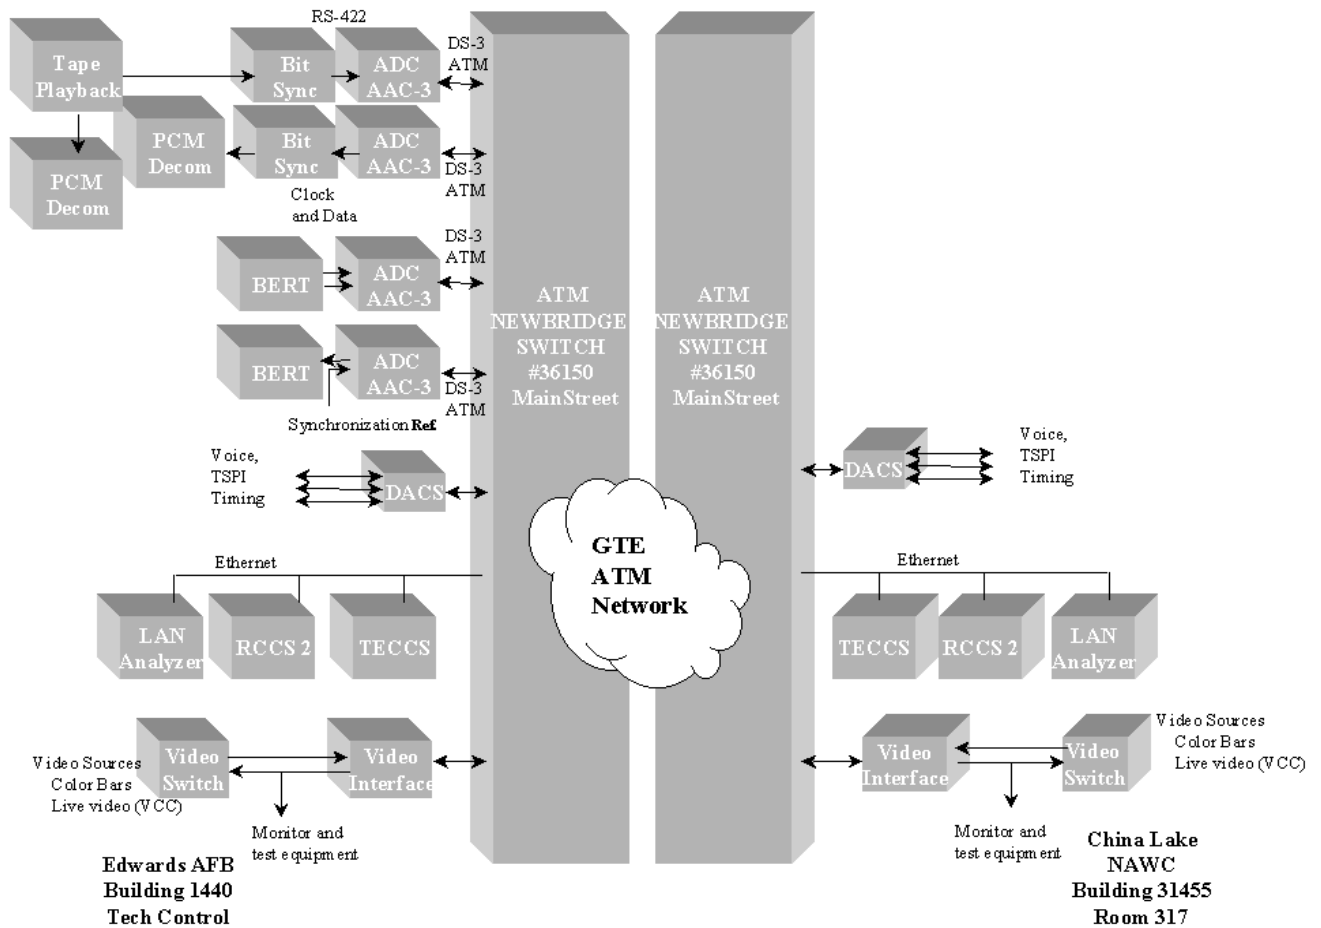 RS-422
Tape
Playback
Bit
Sync
ADC
AAC-3
DS-3
ATM
PCM
Decom
PCM
Decom
Bit
Sync
ADC
AAC-3
DS-3
ATM
Clock
and Data
BERT
ADC
AAC-3
DS-3
ATM
BERT
ADC
AAC-3
DS-3
ATM
Synchronization Ref.
Voice,
TSPI
Timing
DACS
Ethernet
LAN
Analyzer
RCCS 2
TECCS
Video Sources
Color Bars
Live video (VCC)
Video
Switch
Video
Interface
Monitor and
test equipment
Edwards AFB
Building 1440
Tech Control
ATM
NEWBRIDGE
SWITCH
#36150
MainStreet
ATM
NEWBRIDGE
SWITCH
#36150
MainStreet
GTE
ATM
Network
DACS
Voice,
TSPI
Timing
Ethernet
TECCS
RCCS 2
LAN
Analyzer
Video
Interface
Video
Switch
Video Sources
Color Bars
Live video (VCC)
Monitor and
test equipment
China Lake
NAWC
Building 31455
Room 317